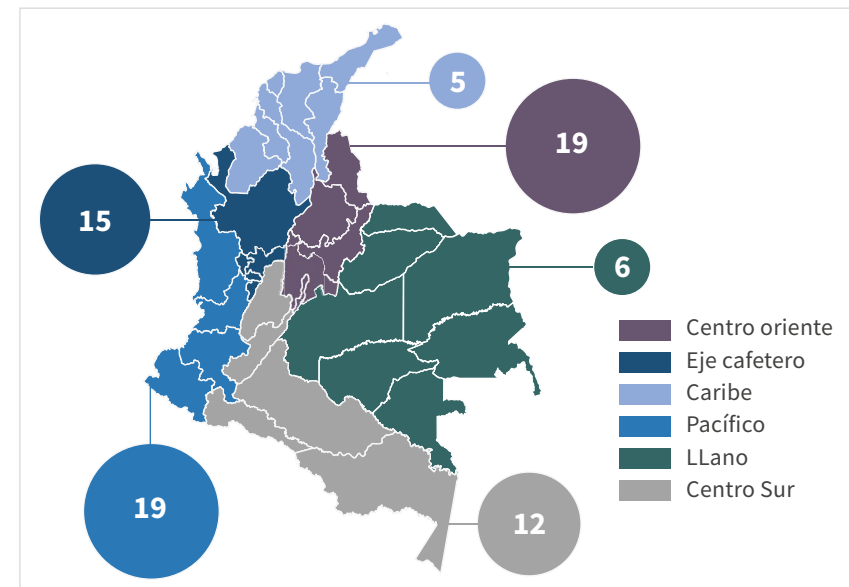 5
19
15
6
Centro oriente
Eje cafetero
Caribe
Pacífico
LLano
Centro Sur
19
12